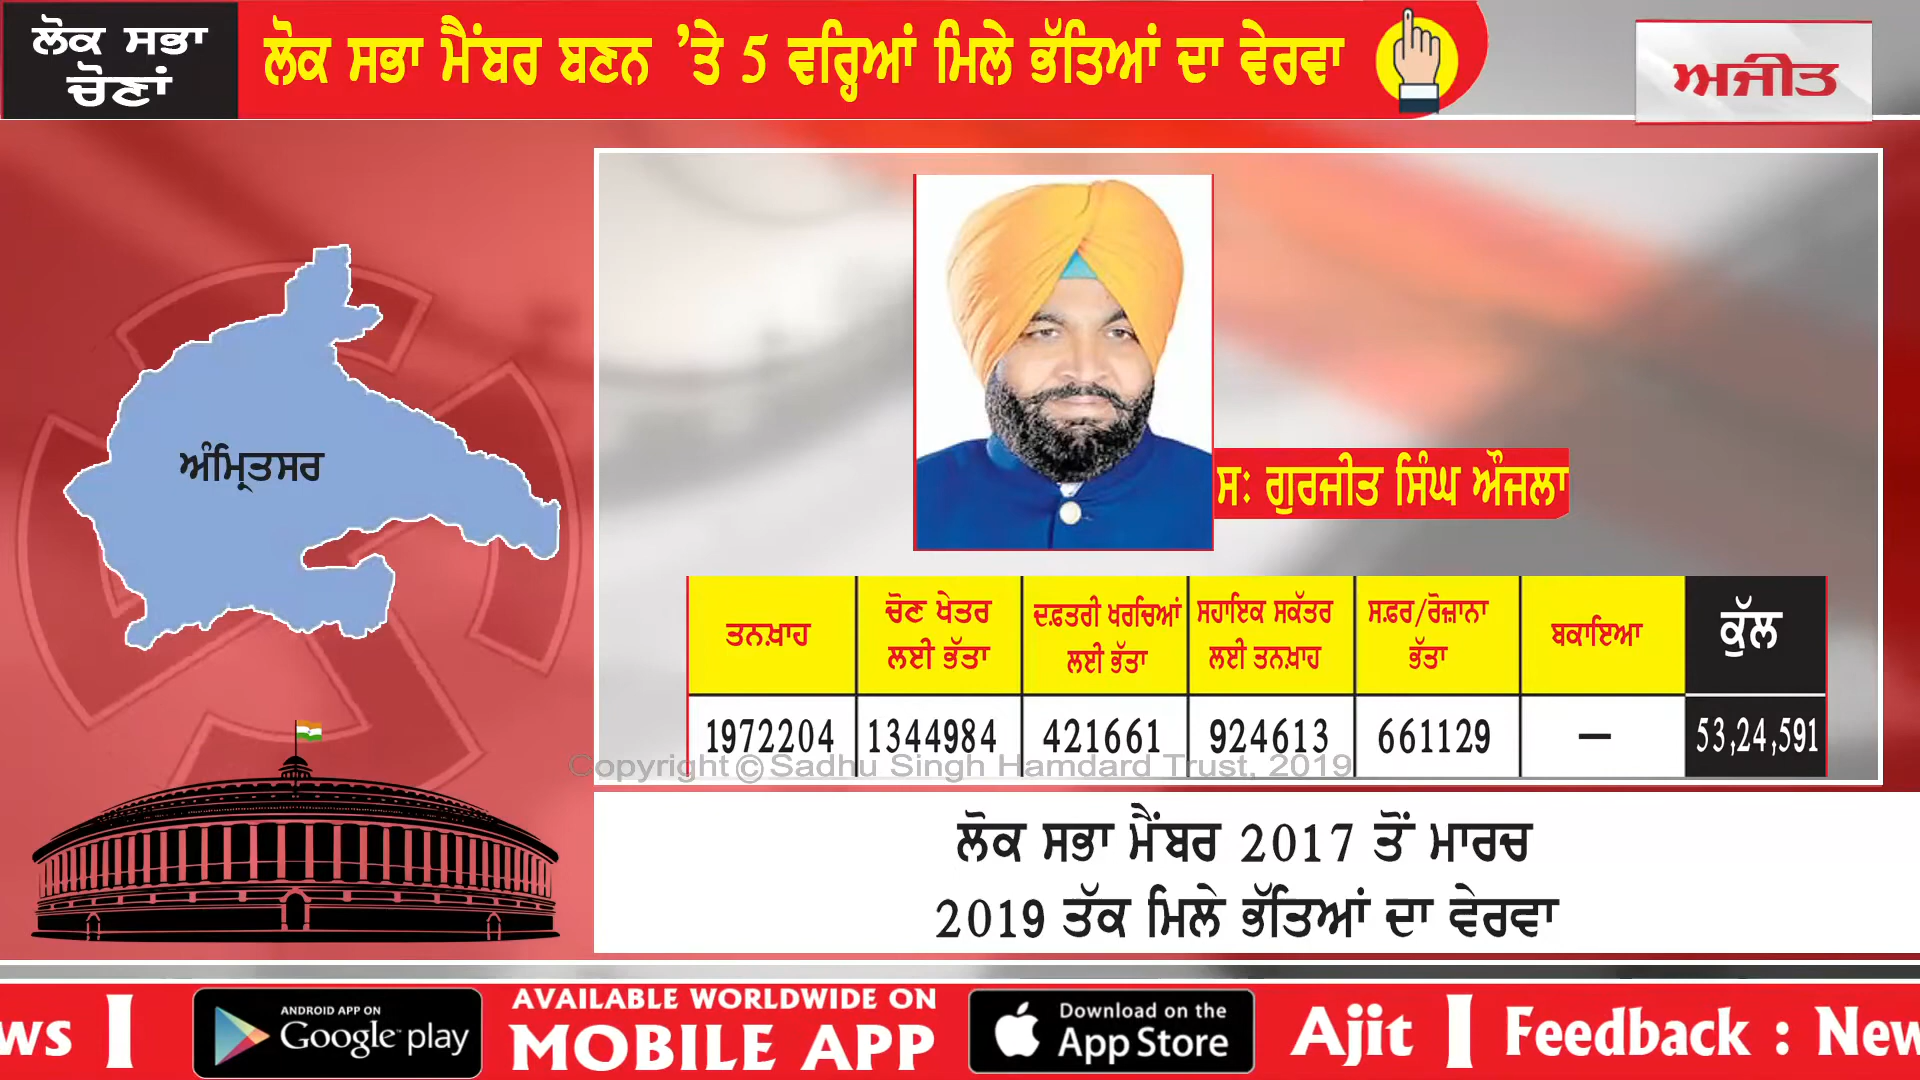 ਲੋਕ ਸਭਾ
ਚੋਣਾਂ
ਲੋਕ ਸਭਾ ਮੈਂਬਰ ਬਣਨ ’ਤੇ 5 ਵਰ੍ਹਿਆਂ ਮਿਲੇ ਭੱਤਿਆਂ ਦਾ ਵੇਰਵਾ
ਅਜੀਤ
ਅੰਮ੍ਰਿਤਸਰ
ਸ: ਗੁਰਜੀਤ ਸਿੰਘ ਔਜਲਾ
ਤਨਖ਼ਾਹ
ਚੋਣ ਖੇਤਰ
ਲਈ ਭੱਤਾ
ਦਫ਼ਤਰੀ ਖਰਚਿਆਂ
ਲਈ ਭੱਤਾ
ਸਹਾਇਕ ਸਕੱਤਰ
ਲਈ ਤਨਖ਼ਾਹ
ਸਫ਼ਰ/ਰੋਜ਼ਾਨਾ
ਭੱਤਾ
ਬਕਾਇਆ
ਕੁੱਲ
1972204 1344984 421661 924613 661129 — 53,24,591
Copyright © Sadhu Singh Hamdard Trust, 2019
ਲੋਕ ਸਭਾ ਮੈਂਬਰ 2017 ਤੋਂ ਮਾਰਚ
2019 ਤੱਕ ਮਿਲੇ ਭੱਤਿਆਂ ਦਾ ਵੇਰਵਾ
ws
ANDROID APP ON
Google play
AVAILABLE WORLDWIDE ON
MOBILE APP
Download on the
App Store
Ajit
Feedback : New